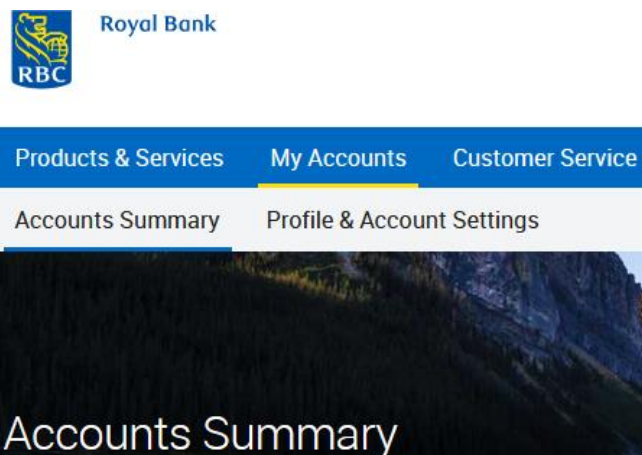 Royal Bank
RBC
Products & Services My Accounts Customer Service
Accounts Summary Profile & Account Settings
Accounts Summary